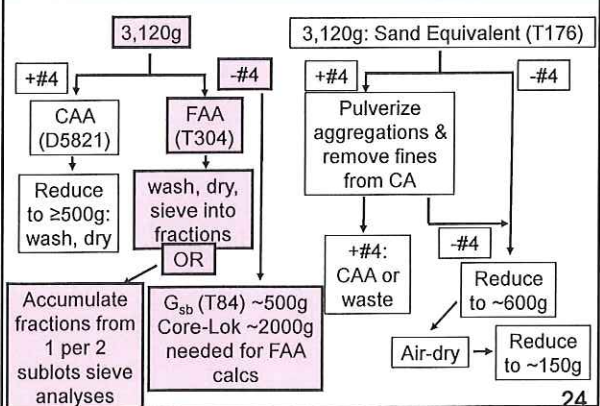 3,120g
+#4
-#4
CAA
(D5821)
FAA
(T304)
Reduce
to ≥500g:
wash, dry
wash, dry,
sieve into
fractions
OR
Accumulate
fractions from
1 per 2
sublots sieve
analyses
Gsb (T84) ~500g
Core-Lok ~2000g
needed for FAA
calcs
3,120g: Sand Equivalent (T176)
+#4
-#4
Pulverize
aggregations &
remove fines
from CA
+#4:
CAA or
waste
-#4
Reduce
to ~600g
Air-dry
Reduce
to ~150g
24